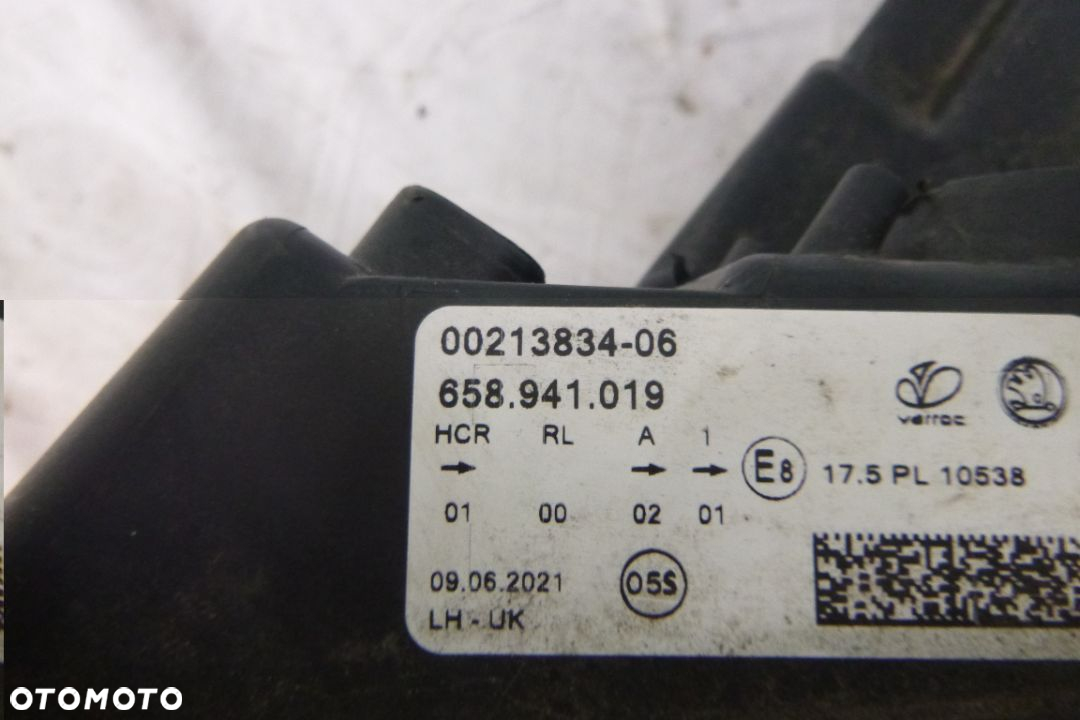 00213834-06
658.941.019
varroc
HCR RL A 1
E8 17.5 PL 10538
01 00 02 01
09.06.2021 05S
LH - UK
OTOMOTO